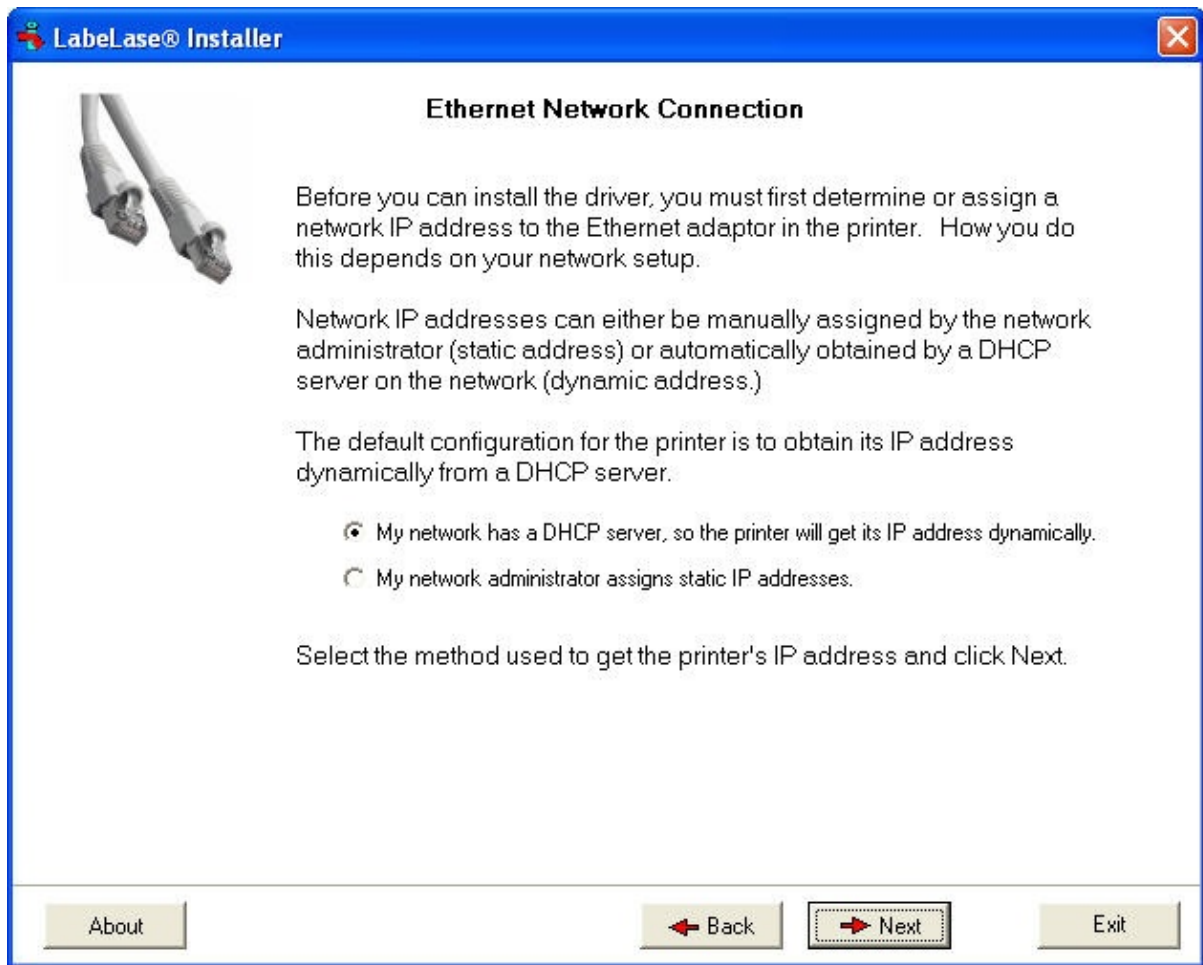 LabeLase® Installer
Ethernet Network Connection
Before you can install the driver, you must first determine or assign a
network IP address to the Ethernet adaptor in the printer. How you do
this depends on your network setup.
Network IP addresses can either be manually assigned by the network
administrator (static address) or automatically obtained by a DHCP
server on the network (dynamic address.)
The default configuration for the printer is to obtain its IP address
dynamically from a DHCP server.
My network has a DHCP server, so the printer will get its IP address dynamically.
My network administrator assigns static IP addresses.
Select the method used to get the printer's IP address and click Next.
About
Back
Next
Exit